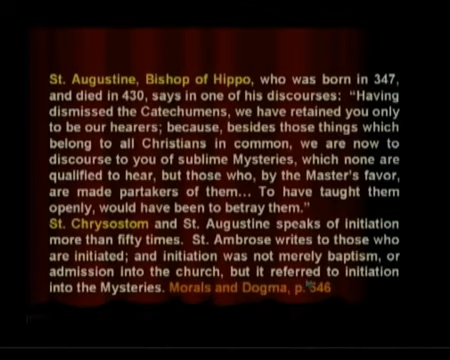 St. Augustine, Bishop of Hippo, who was born in 347,
and died in 430, says in one of his discourses: “Having
dismissed the Catechumens, we have retained you only
to be our hearers; because, besides those things which
belong to all Christians in common, we are now to
discourse to you of sublime Mysteries, which none are
qualified to hear, but those who, by the Master's favor,
are made partakers of them... To have taught them
openly, would have been to betray them.”
St. Chrysostom and St. Augustine speaks of initiation
more than fifty times. St. Ambrose writes to those who
are initiated; and initiation was not merely baptism, or
admission into the church, but it referred to initiation
into the Mysteries. Morals and Dogma, p. 546